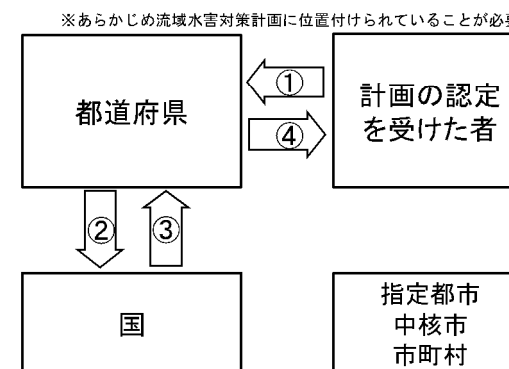 ※あらかじめ流域水害対策計画に位置付けられていることが必要
①
都道府県
計画の認定
を受けた者
④
②
③
国
指定都市
中核市
市町村